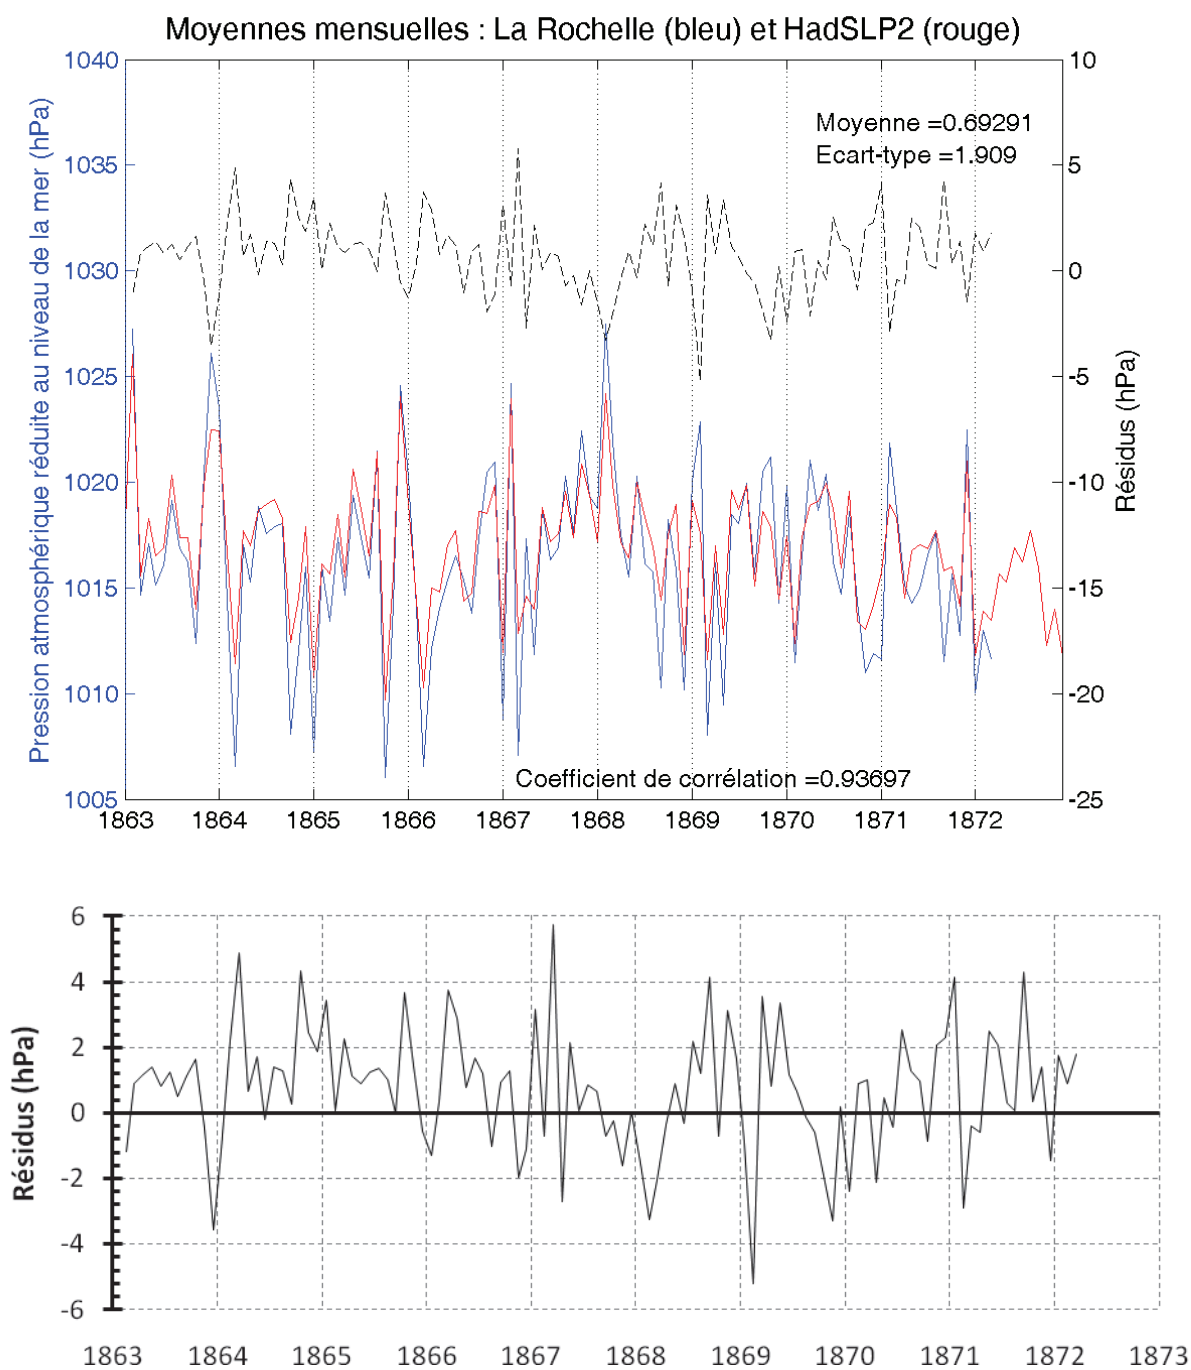 Moyennes mensuelles : La Rochelle (bleu) et HadSLP2 (rouge)
Pression atmosphérique réduite au niveau de la mer (hPa)
1040
1035
1030
1025
1020
1015
1010
1005
10
5
0
-5
-10
-15
-20
-25
Résidus (hPa)
Moyenne =0.69291
Ecart-type =1.909
Coefficient de corrélation =0.93697
1863 1864 1865 1866 1867 1868 1869 1870 1871 1872
Résidus (hPa)
6
4
2
0
-2
-4
-6
1863 1864 1865 1866 1867 1868 1869 1870 1871 1872 1873